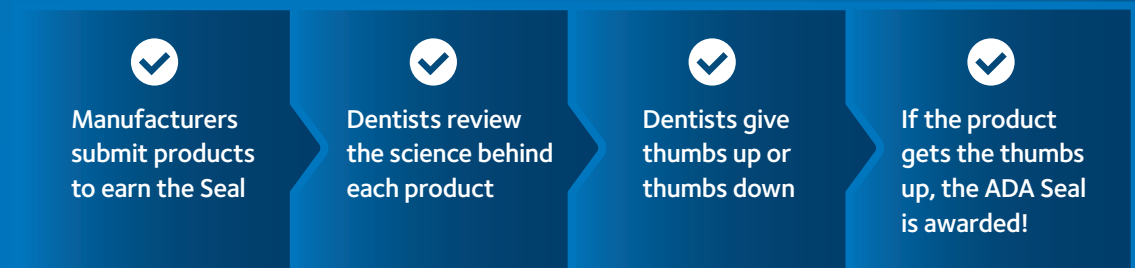 Manufacturers
submit products
to earn the Seal
Dentists review
the science behind
each product
Dentists give
thumbs up or
thumbs down
If the product
gets the thumbs
up, the ADA Seal
is awarded!